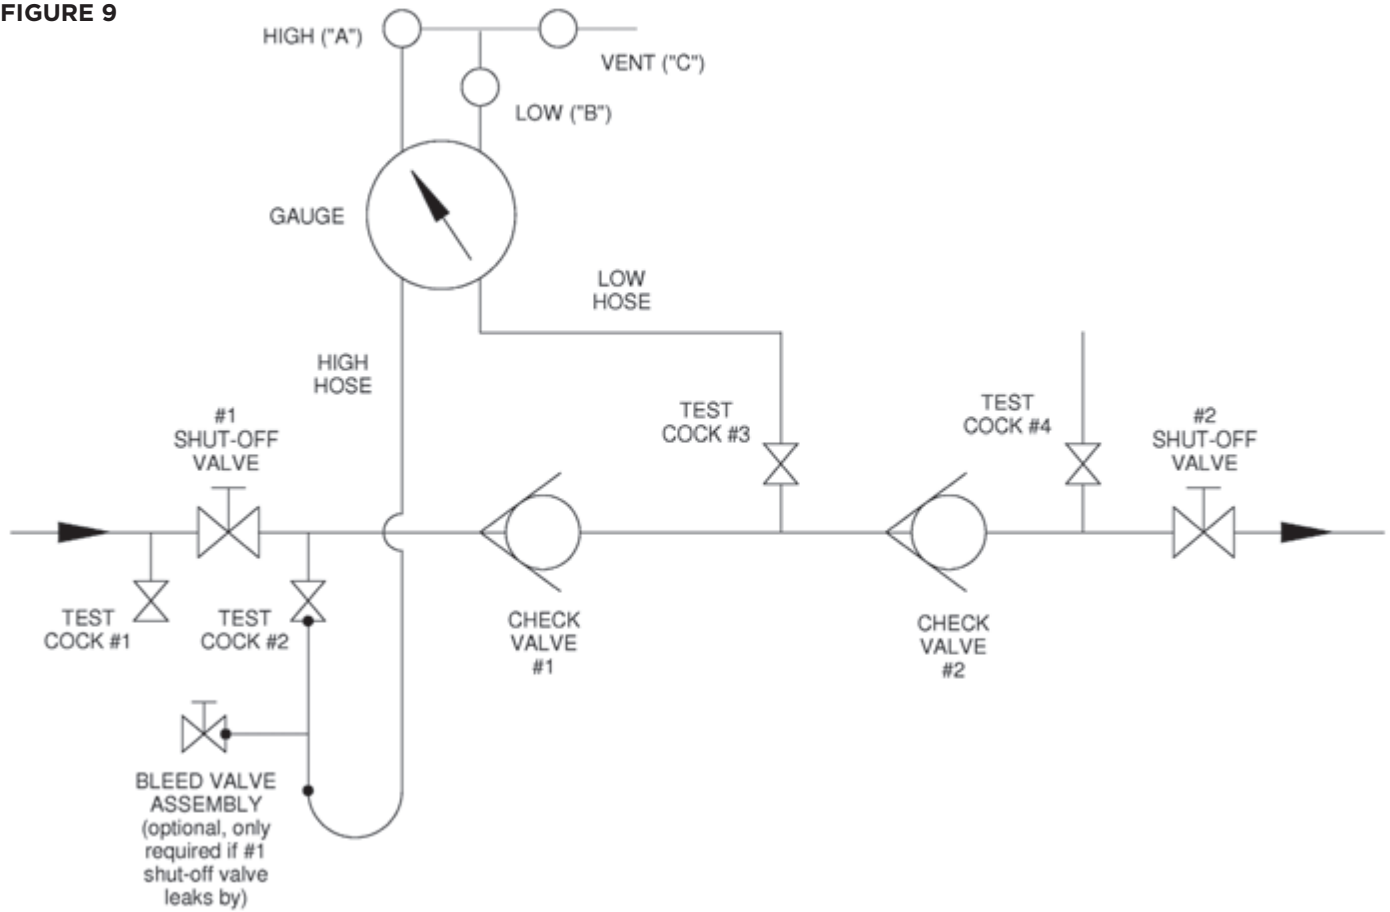 FIGURE 9
HIGH ("A")
VENT ("C")
LOW ("B")
GAUGE
LOW
HOSE
HIGH
HOSE
#1
SHUT-OFF
VALVE
TEST
COCK #3
TEST
COCK #4
#2
SHUT-OFF
VALVE
TEST
COCK #1
TEST
COCK #2
CHECK
VALVE
#1
CHECK
VALVE
#2
BLEED VALVE
ASSEMBLY
(optional, only
required if #1
shut-off valve
leaks by)